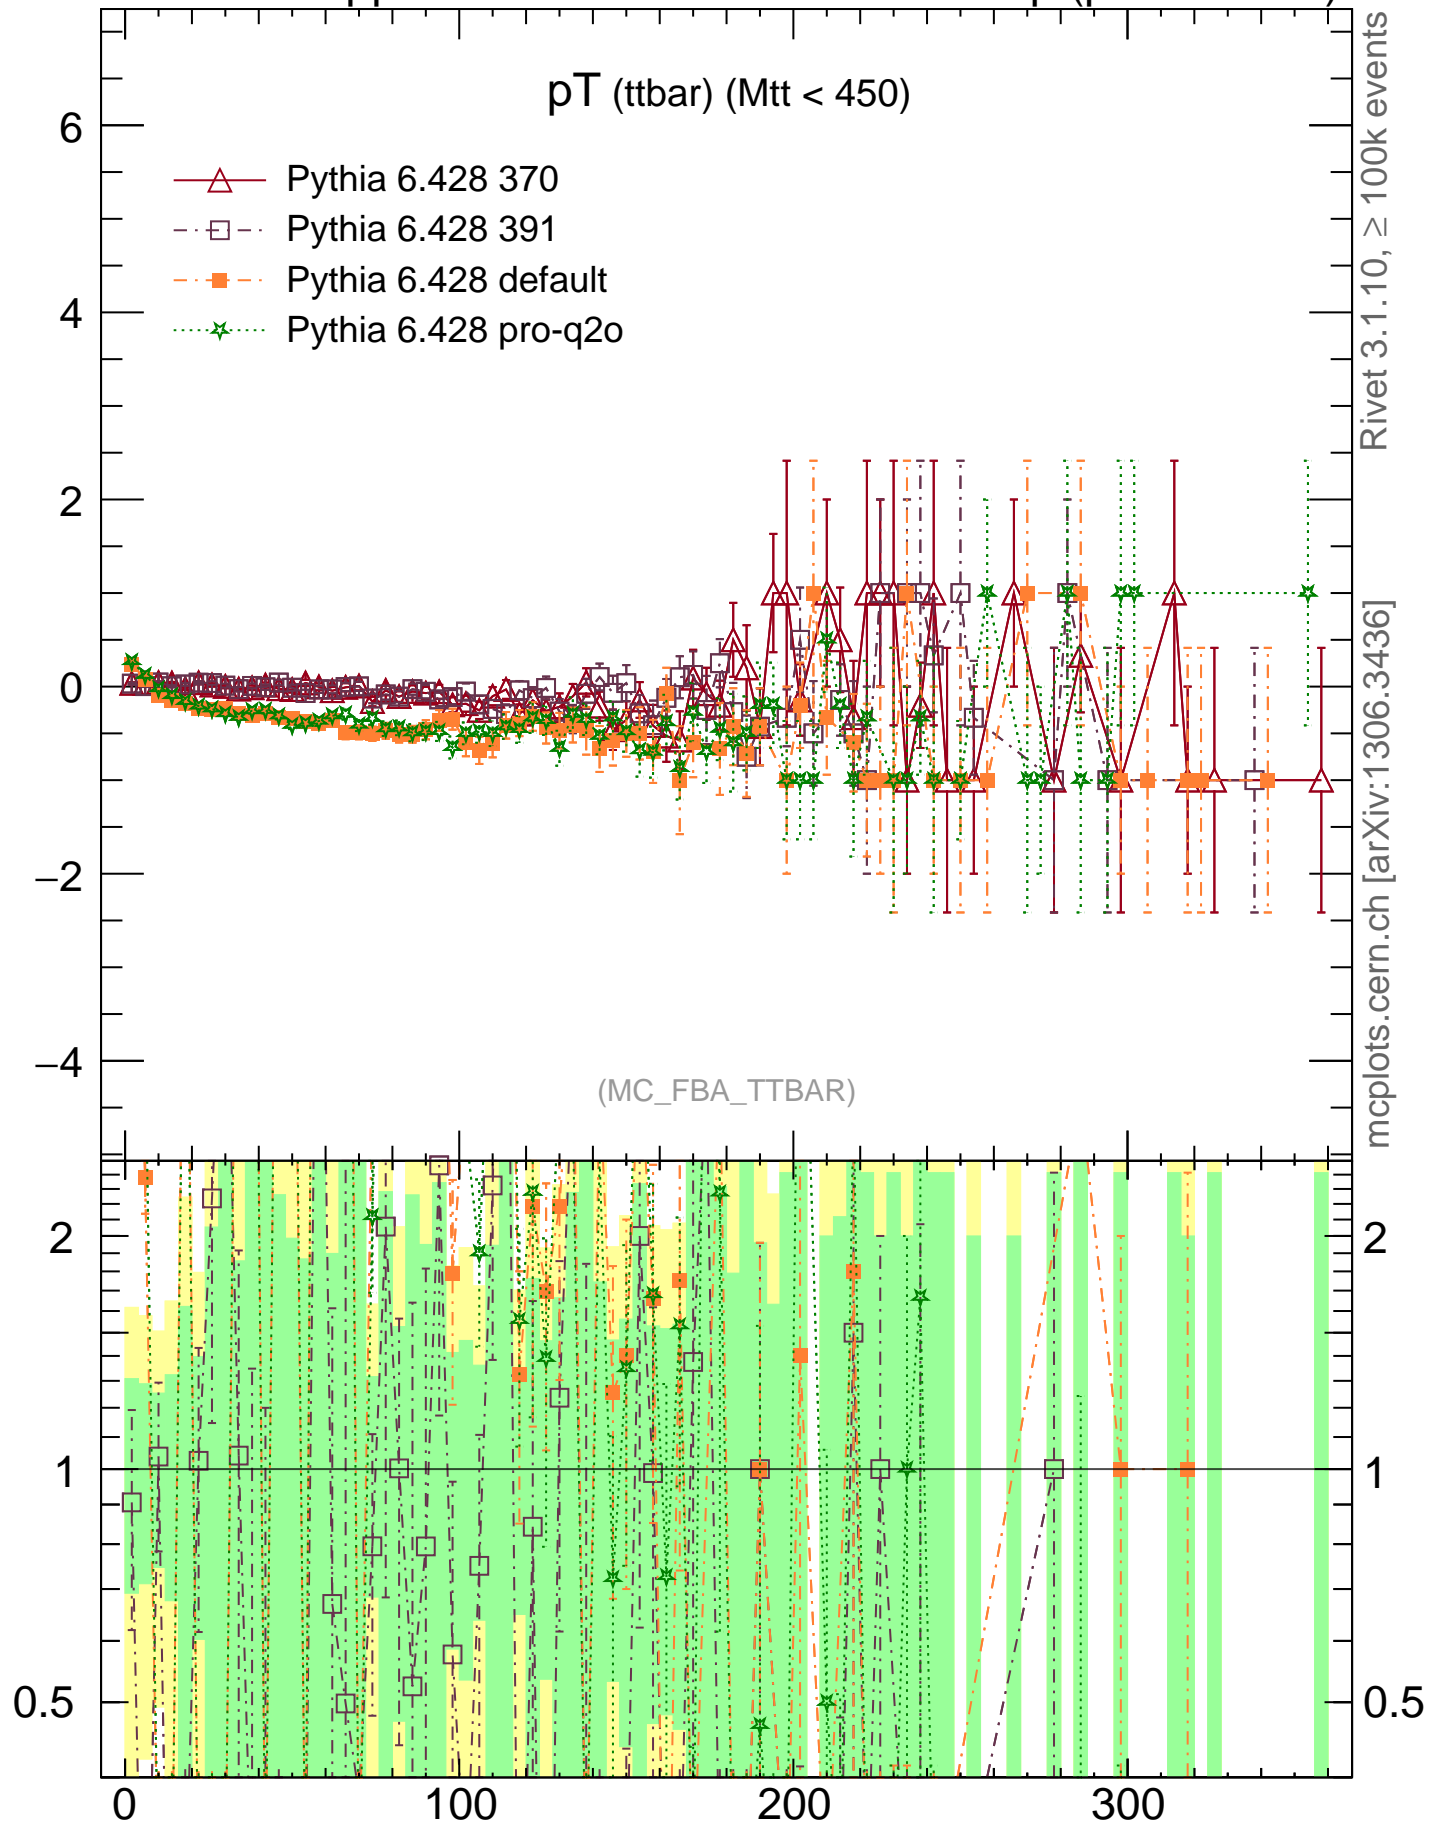 pT (ttbar) (Mtt < 450)
Pythia 6.428 370
Pythia 6.428 391
Pythia 6.428 default
Pythia 6.428 pro-q2o
6
4
2
0
−2
−4
(MC_FBA_TTBAR)
Rivet 3.1.10, ≥ 100k events
mcplots.cern.ch [arXiv:1306.3436]
2
1
0.5
2
1
0.5
0
100
200
300